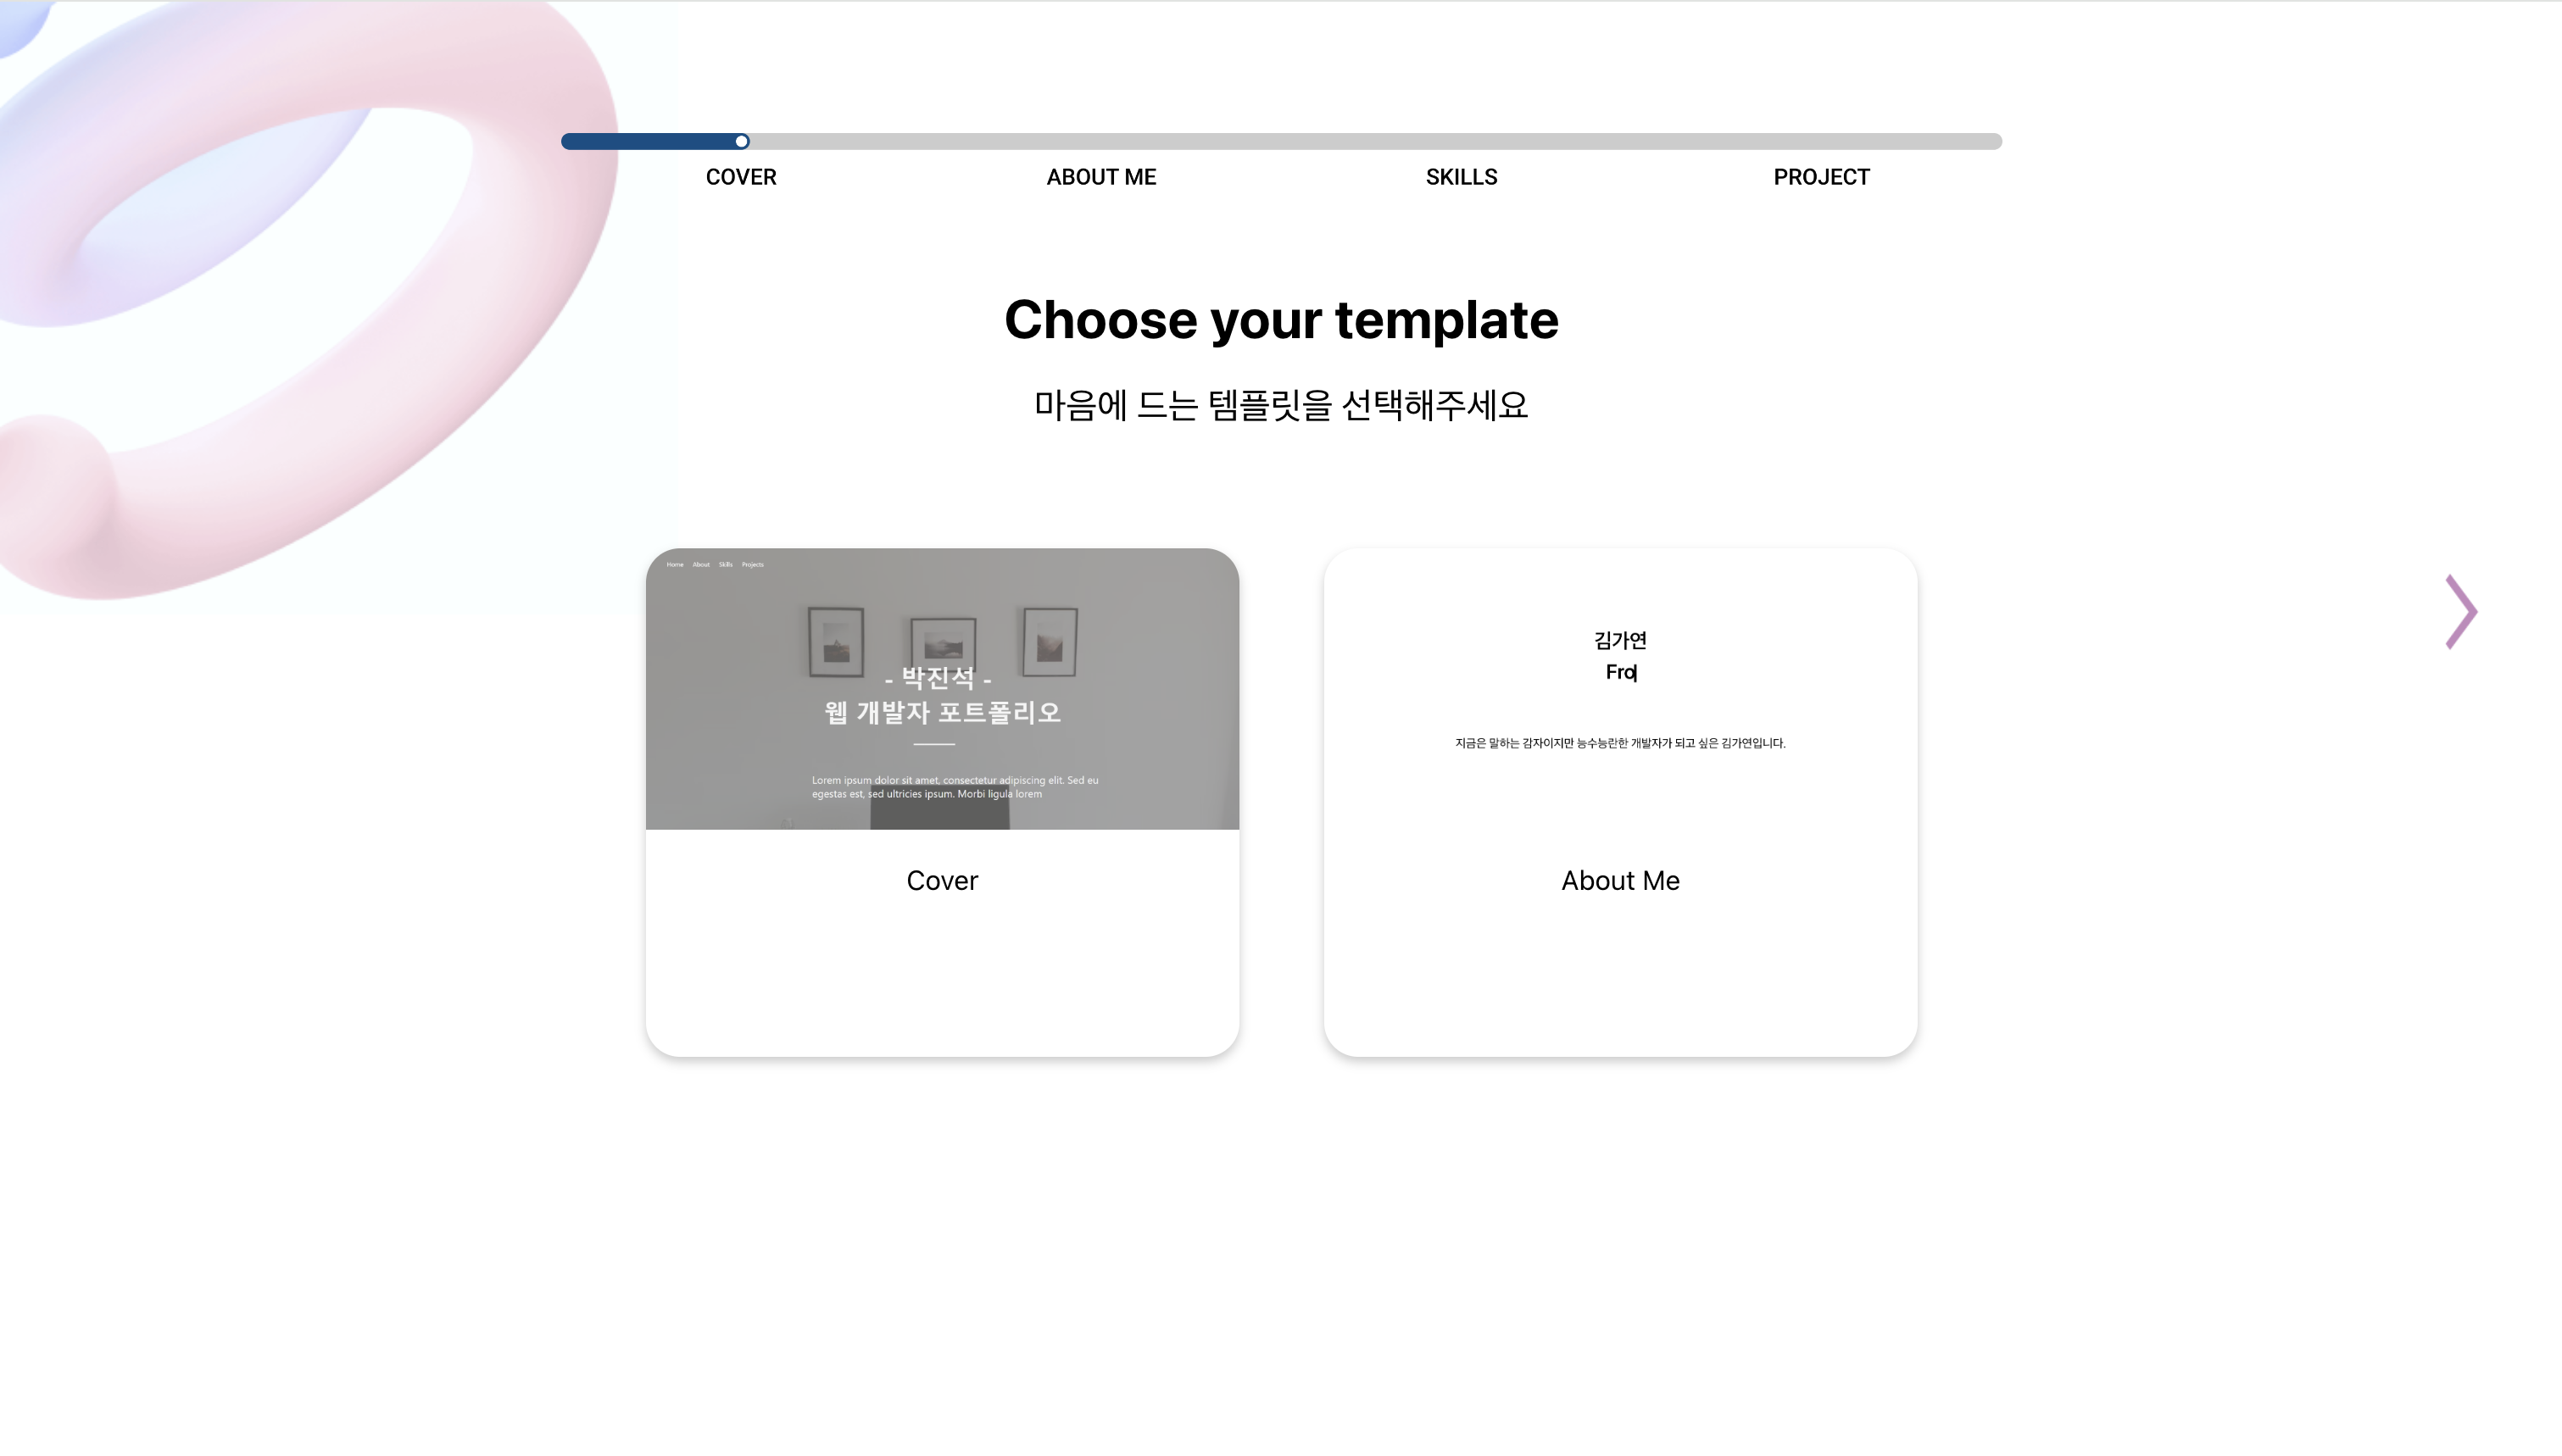 COVER ABOUT ME SKILLS PROJECT
Choose your template
마음에 드는 템플릿을 선택해주세요
Home About Skills Projects
- 박진석 -
웹 개발자 포트폴리오
Lorem ipsum dolor sit amet, consectetur adipiscing elit. Sed eu
egestas est, sed ultricies ipsum. Morbi ligula lorem
Cover
김가연
Fro
지금은 말하는 감자이지만 능수능란한 개발자가 되고 싶은 김가연입니다.
About Me